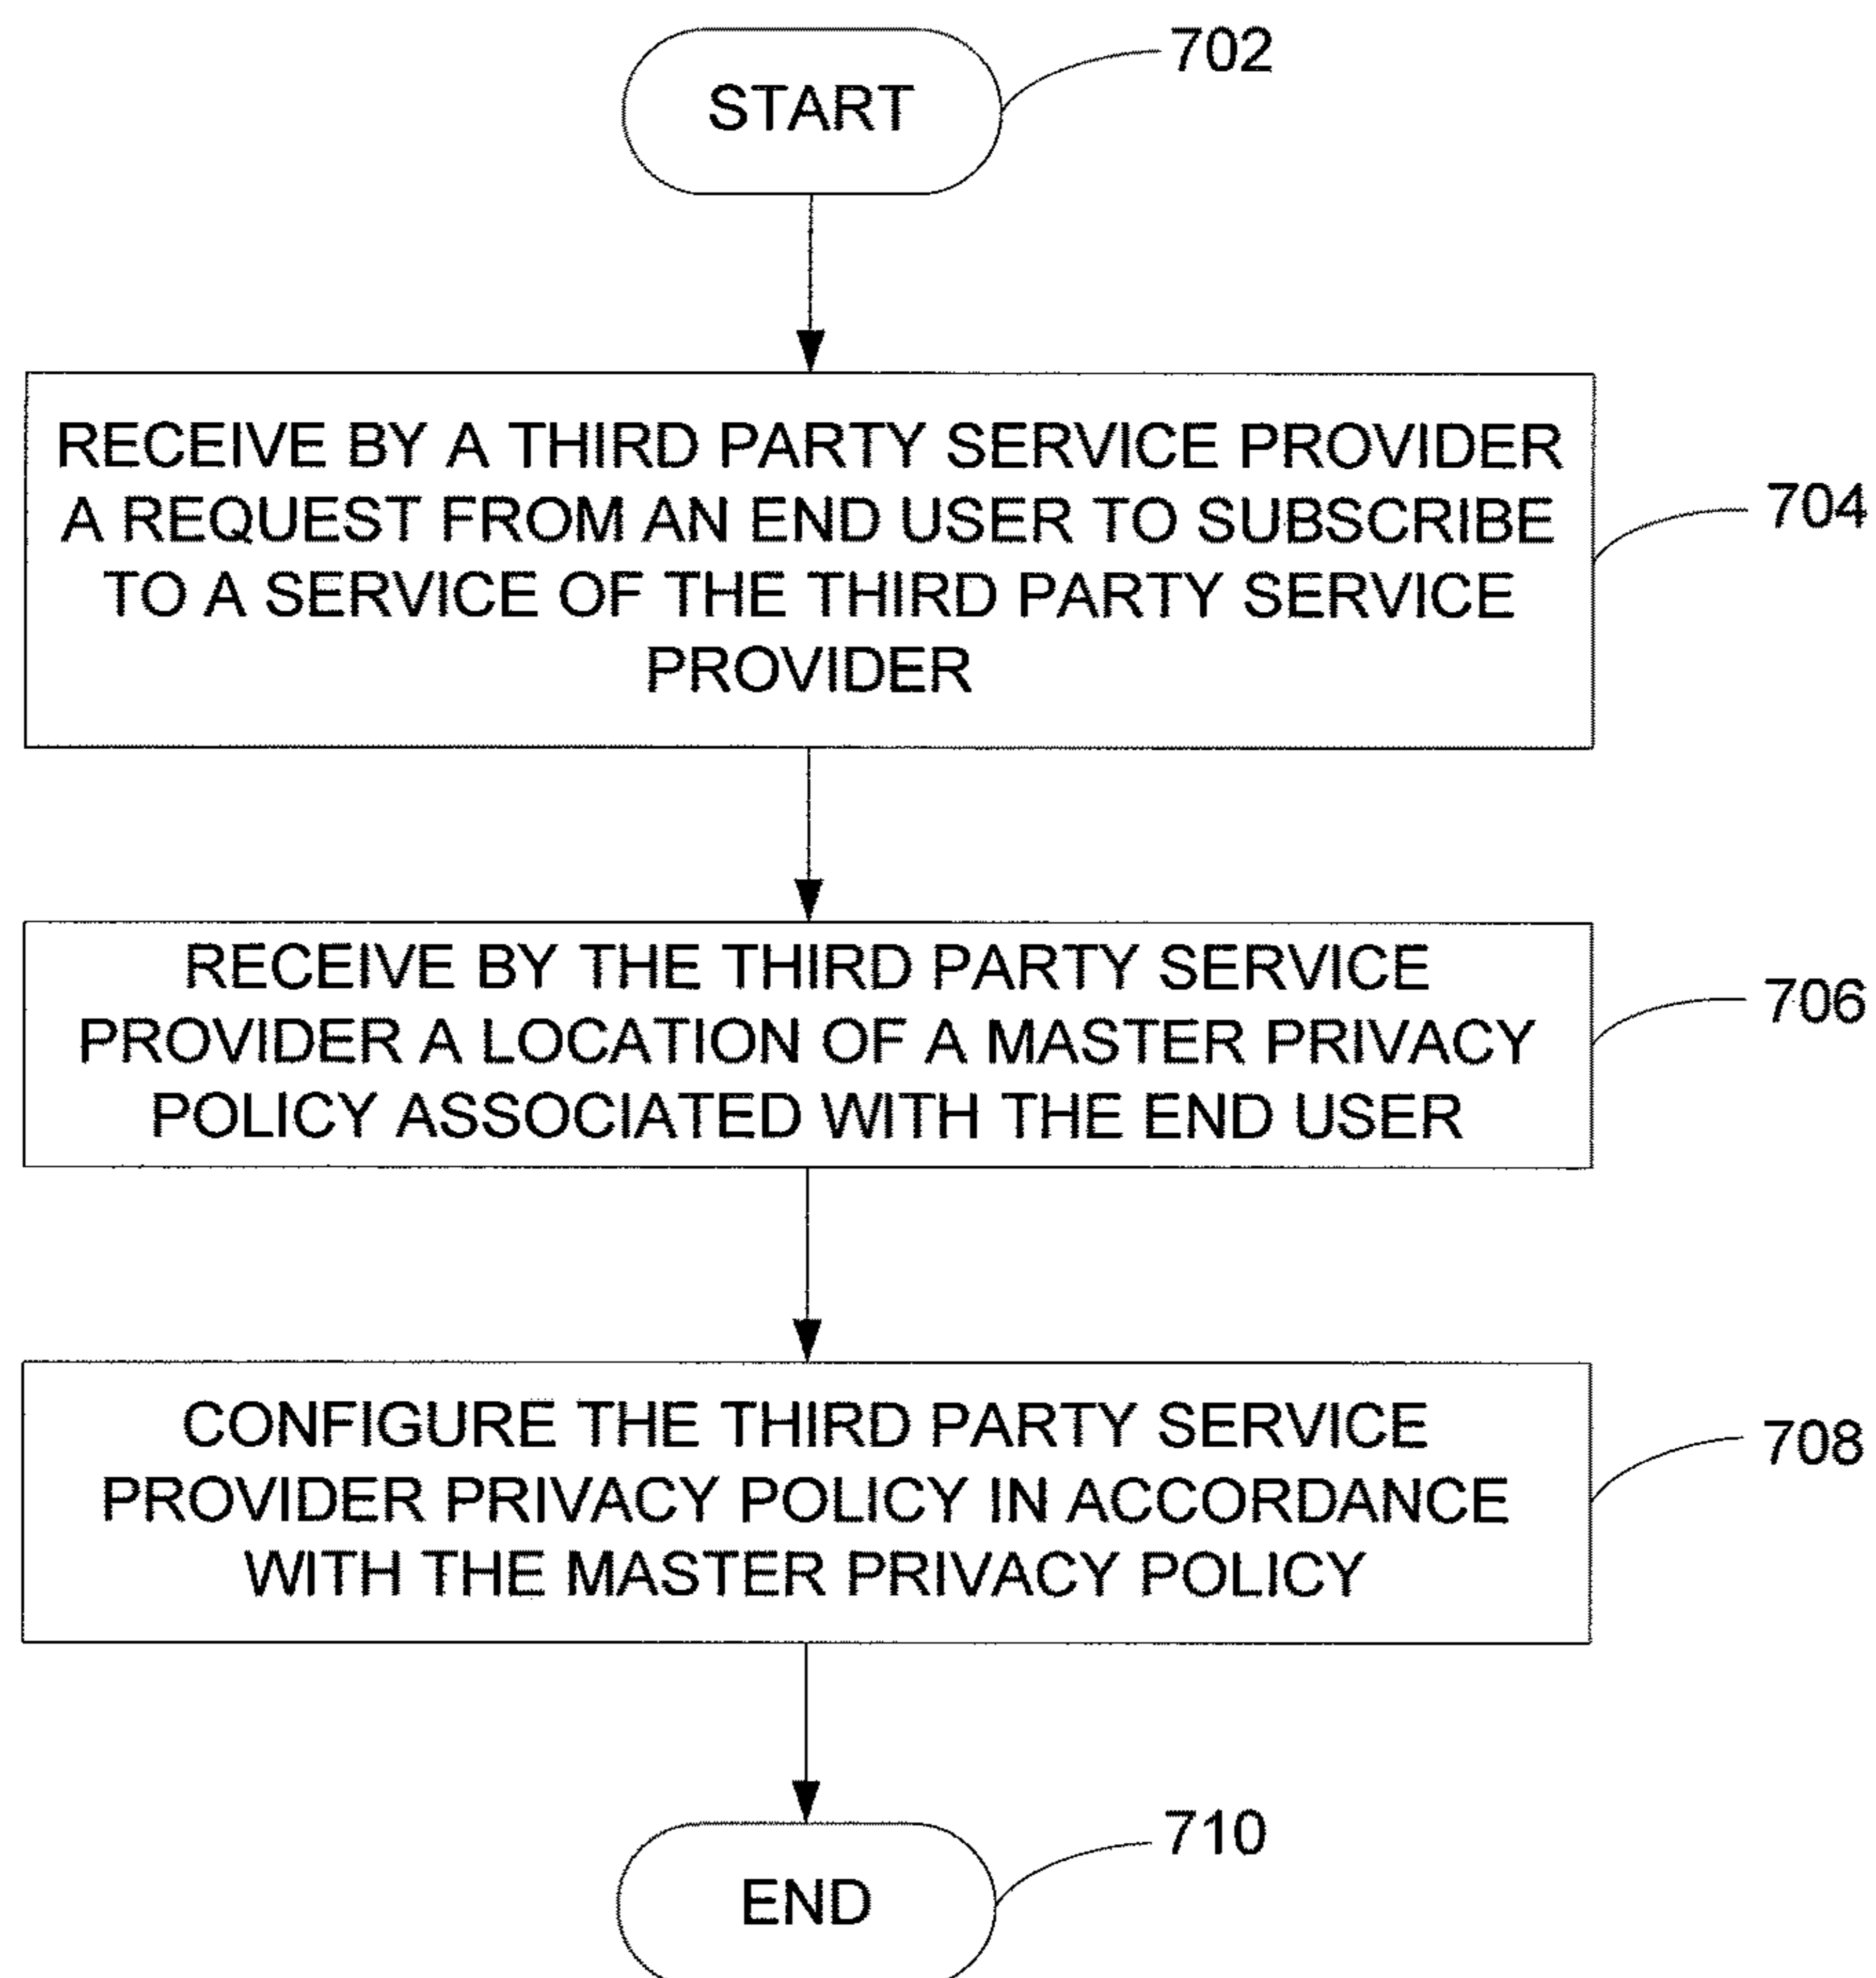 START
702
RECEIVE BY A THIRD PARTY SERVICE PROVIDER
A REQUEST FROM AN END USER TO SUBSCRIBE
TO A SERVICE OF THE THIRD PARTY SERVICE
PROVIDER
704
RECEIVE BY THE THIRD PARTY SERVICE
PROVIDER A LOCATION OF A MASTER PRIVACY
POLICY ASSOCIATED WITH THE END USER
706
CONFIGURE THE THIRD PARTY SERVICE
PROVIDER PRIVACY POLICY IN ACCORDANCE
WITH THE MASTER PRIVACY POLICY
708
END
710